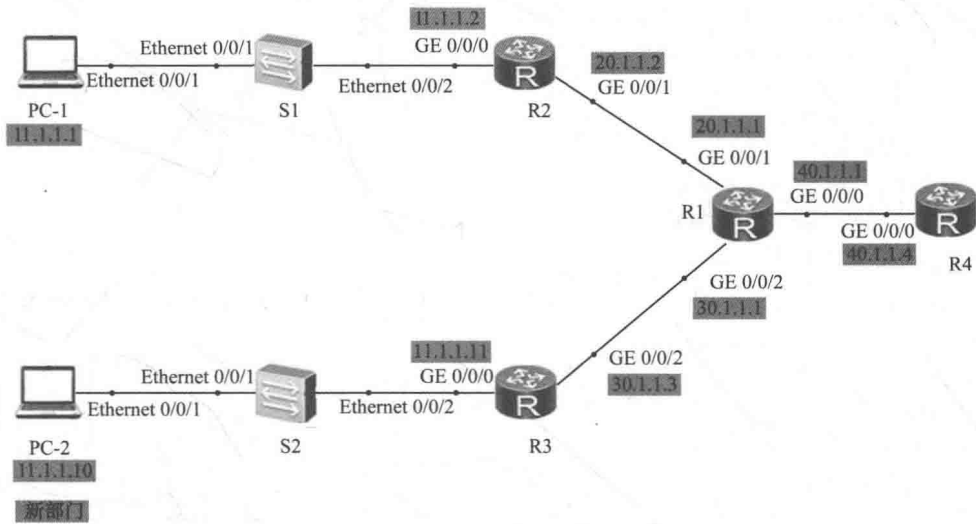 11.1.1.2
Ethernet 0/0/1
GE 0/0/0
Ethernet 0/0/1
Ethernet 0/0/2
20.1.1.2
GE 0/0/1
PC-1
S1
R2
11.1.1.1
20.1.1.1
GE 0/0/1
40.1.1.1
GE 0/0/0
R1
GE 0/0/0
40.1.1.4
R4
GE 0/0/2
30.1.1.1
11.1.1.11
Ethernet 0/0/1
GE 0/0/0
GE 0/0/2
30.1.1.3
Ethernet 0/0/1
Ethernet 0/0/2
PC-2
S2
R3
11.1.1.10
新部门
R
R
R
R